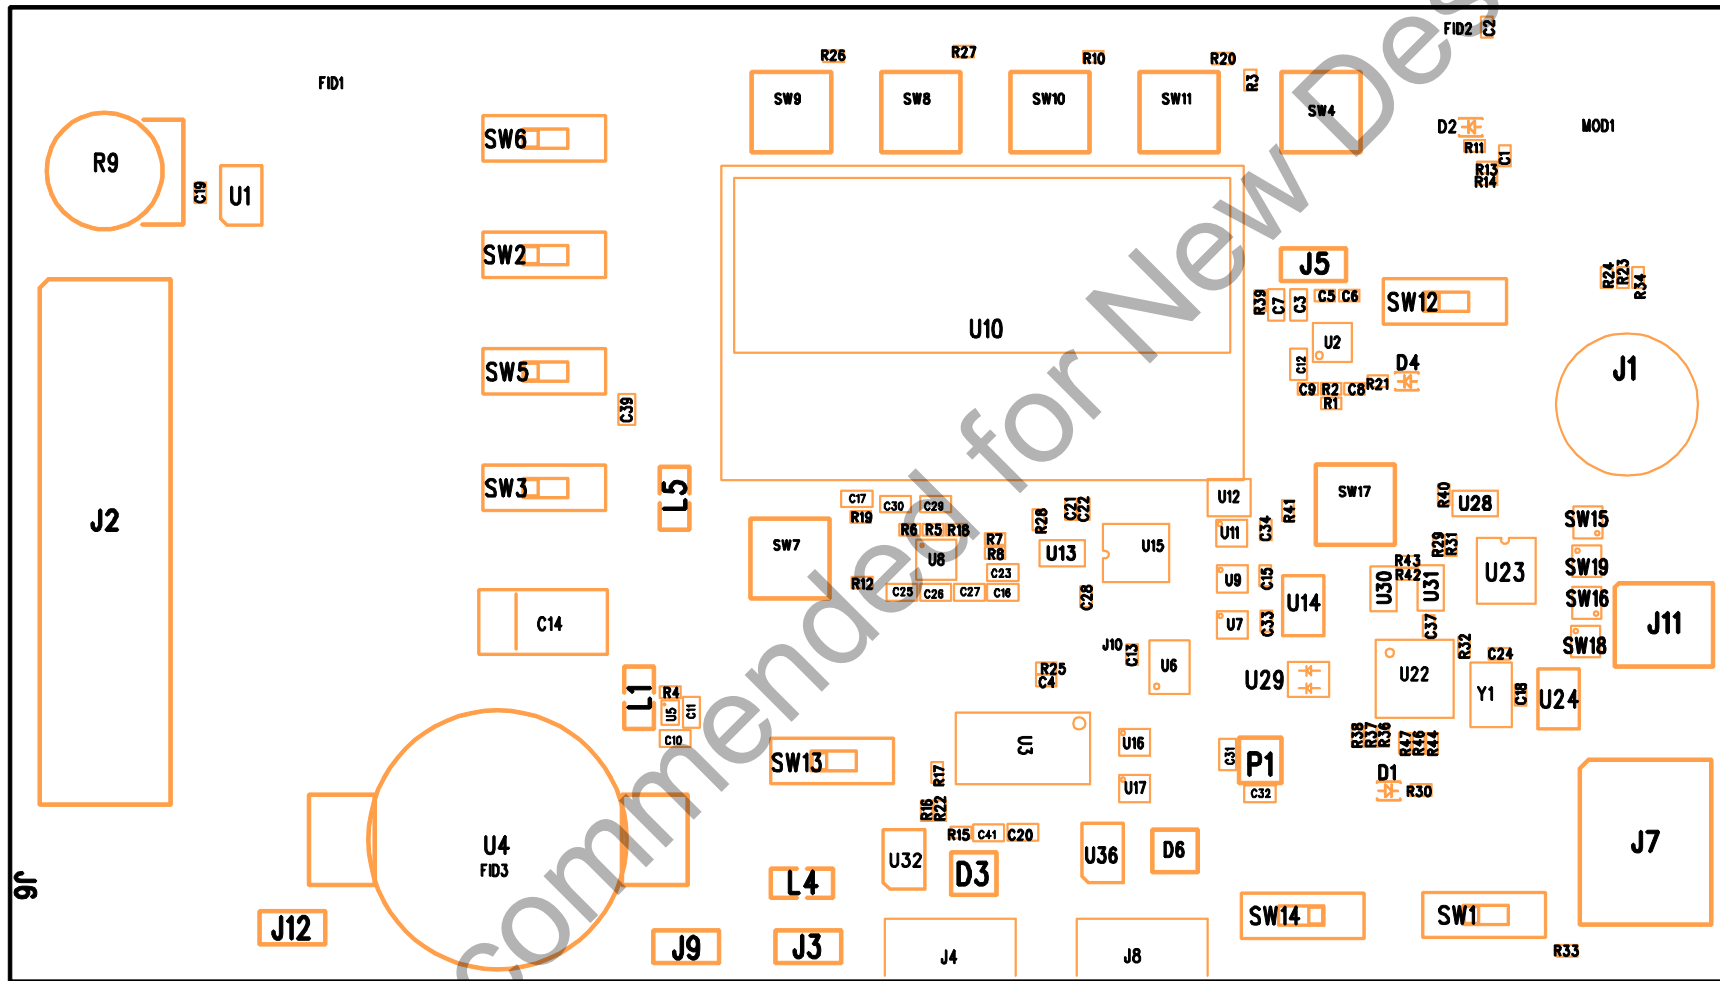 FID2
C2
R26
R27
R10
R20
R3
FID1
SW9
SW8
SW10
SW11
SW4
D2
MOD1
R11
C1
R13
R14
R9
C19
U1
SW6
SW2
J5
R24
R23
R34
R39
C7
C3
C5
C6
SW12
U10
U2
J1
C12
D4
SW5
C9
R2
C8
R21
R1
C39
SW3
L5
J2
C17
C30
C29
R19
R6
R5
R18
R28
C21
C22
U12
R41
SW17
R40
U28
SW15
SW7
U8
R7
R8
U13
U15
U11
C34
R29
R31
SW19
R12
C23
C25
C26
C27
C16
C28
U9
C15
U14
R43
R42
U30
U31
U23
SW16
C14
U7
C33
C37
J11
J10
C13
U6
R32
C24
SW18
R25
C4
U29
U22
Y1
C18
U24
L1
R4
U5
C11
C10
U3
U16
C31
P1
R38
R37
R36
R47
R46
R44
SW13
R17
U17
C32
D1
R30
R16
R22
R15
C41
C20
U4
FID3
U32
D3
U36
D6
J7
J6
L4
J12
SW14
SW1
J9
J3
J4
J8
R33
commended for New Des